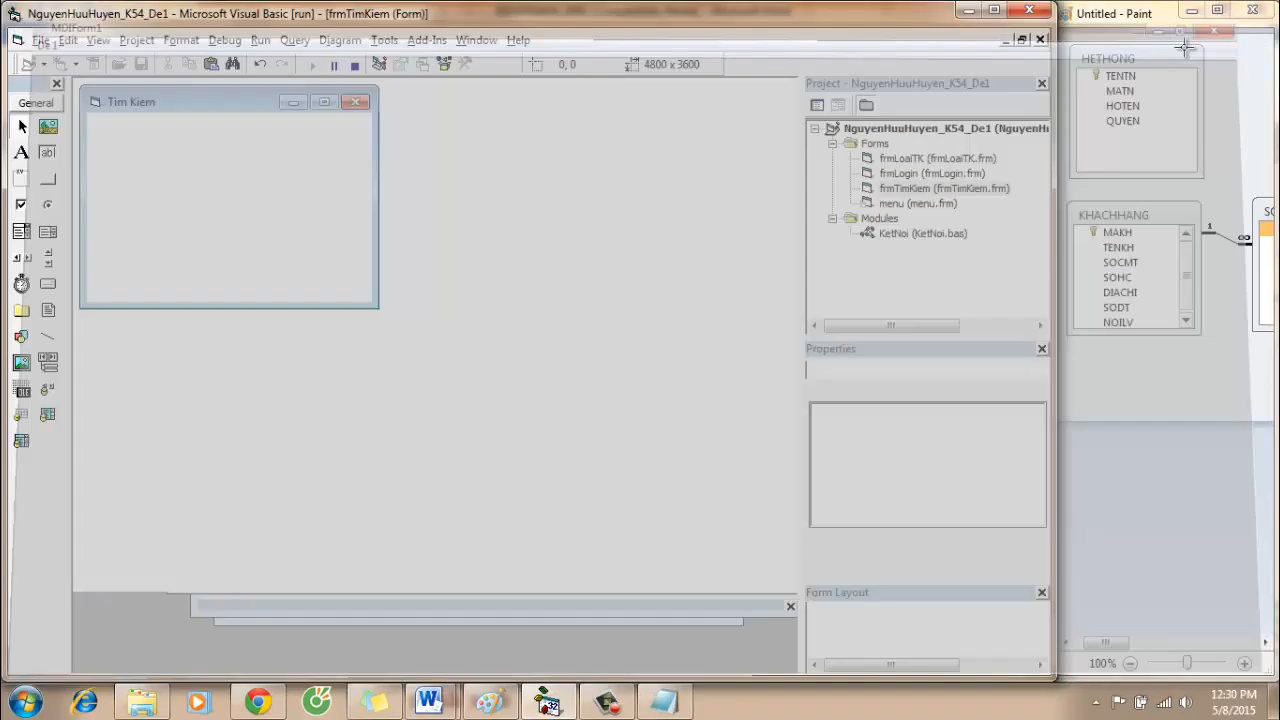 NguyenHuuHuyen_K54_De1 - Microsoft Visual Basic [run] - [frmTimKiem (Form)]
Untitled - Paint
MDIForm1
De1
File Edit View Project Format Debug Run Query Diagram Tools Add-Ins Window Help
0, 0
4800 x 3600
General
Tim Kiem
Project - NguyenHuuHuyen_K54_De1
NguyenHuuHuyen_K54_De1 (NguyenHu
Forms
frmLoaiTK (frmLoaiTK.frm)
frmLogin (frmLogin.frm)
frmTimKiem (frmTimKiem.frm)
menu (menu.frm)
Modules
KetNoi (KetNoi.bas)
Properties
Form Layout
HETHONG
TENTN
MATN
HOTEN
QUYEN
KHACHHANG
MAKH
TENKH
SOCMT
SOHC
DIACHI
SODT
NOILV
1
∞
100%
12:30 PM
5/8/2015